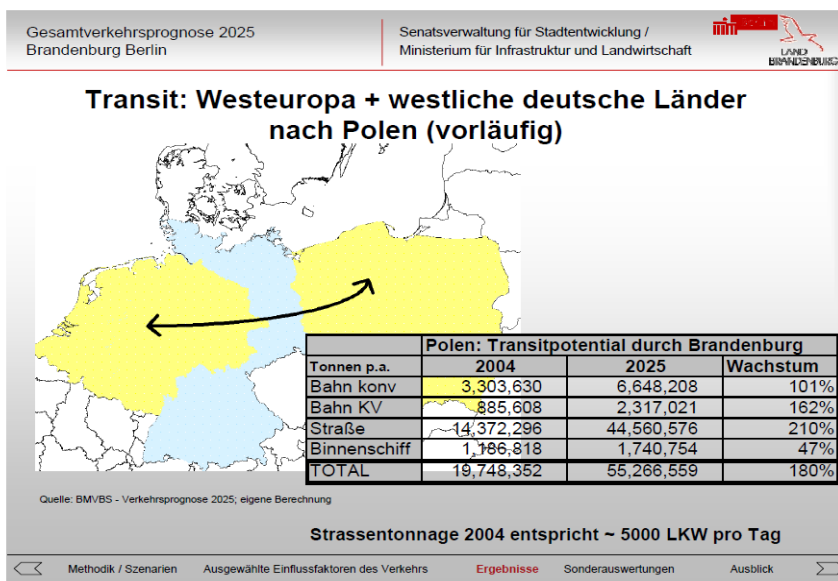 Gesamtverkehrsprognose 2025
Brandenburg Berlin
Senatsverwaltung für Stadtentwicklung /
Ministerium für Infrastruktur und Landwirtschaft
LAND
BRANDENBURG
Transit: Westeuropa + westliche deutsche Länder
nach Polen (vorläufig)
Polen: Transitpotential durch Brandenburg
Tonnen p.a. 2004 2025 Wachstum
Bahn konv 3,303,630 6,648,208 101%
Bahn KV 885,608 2,317,021 162%
Straße 14,372,296 44,560,576 210%
Binnenschiff 1,186,818 1,740,754 47%
TOTAL 19,748,352 55,266,559 180%
Quelle: BMVBS - Verkehrsprognose 2025; eigene Berechnung
Strassentonnage 2004 entspricht ~ 5000 LKW pro Tag
Methodik / Szenarien Ausgewählte Einflussfaktoren des Verkehrs Ergebnisse Sonderauswertungen Ausblick